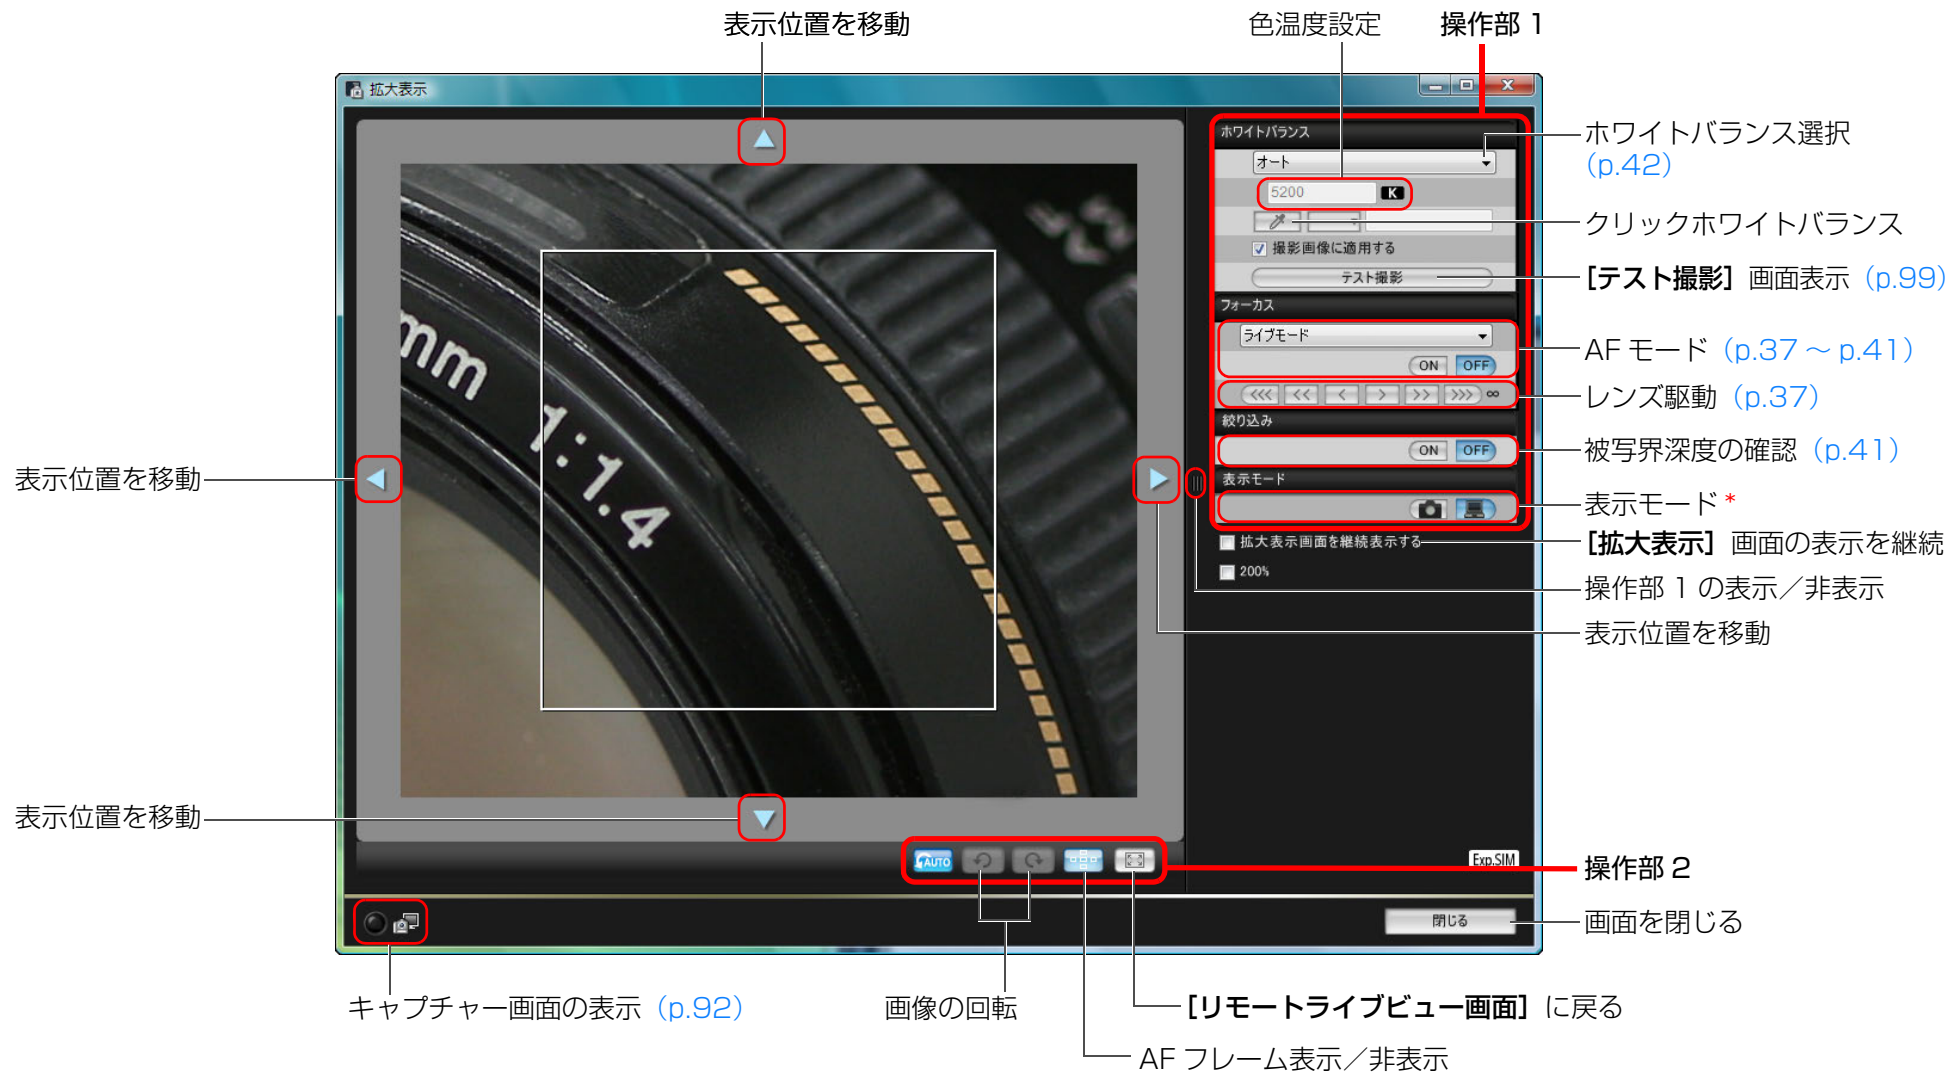 表示位置を移動
色温度設定
操作部 1
拡大表示
ホワイトバランス
オート
5200 K
撮影画像に適用する
テスト撮影
フォーカス
ライブモード
ON OFF
<<< << < > >> >>> ∞
絞り込み
ON OFF
表示モード
拡大表示画面を継続表示する
200%
ホワイトバランス選択
(p.42)
クリックホワイトバランス
[テスト撮影] 画面表示 (p.99)
AF モード (p.37 ～ p.41)
レンズ駆動 (p.37)
被写界深度の確認 (p.41)
表示モード *
[拡大表示] 画面の表示を継続
操作部 1 の表示／非表示
表示位置を移動
mm 1:1.4
表示位置を移動
表示位置を移動
AUTO
Exp.SIM
操作部 2
閉じる
画面を閉じる
キャプチャー画面の表示 (p.92)
画像の回転
[リモートライブビュー画面] に戻る
AF フレーム表示／非表示